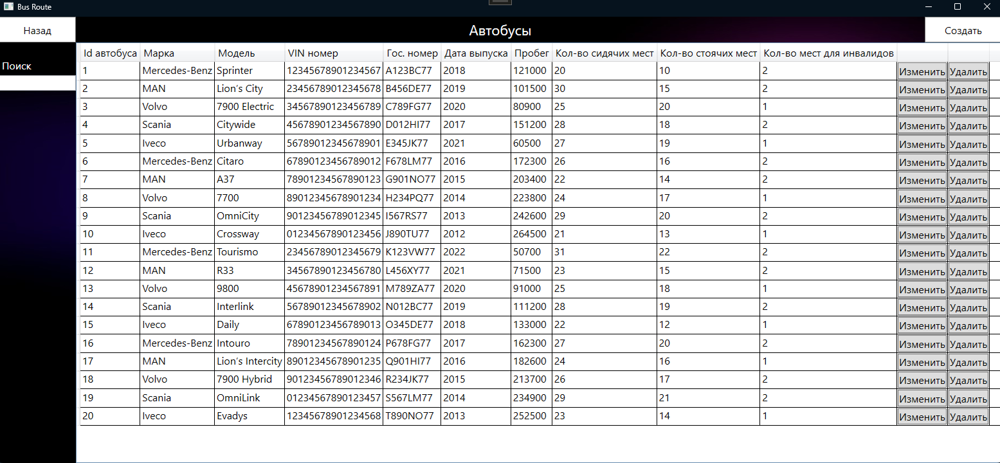 Bus Route
Назад Автобусы Создать
Поиск
Id автобуса Марка Модель VIN номер Гос. номер Дата выпуска Пробег Кол-во сидячих мест Кол-во стоячих мест Кол-во мест для инвалидов
1 Mercedes-Benz Sprinter 12345678901234567 A123BC77 2018 121000 20 10 2 Изменить Удалить
2 MAN Lion’s City 23456789012345678 B456DE77 2019 101500 30 15 2 Изменить Удалить
3 Volvo 7900 Electric 34567890123456789 C789FG77 2020 80900 25 20 1 Изменить Удалить
4 Scania Citywide 45678901234567890 D012HI77 2017 151200 28 18 2 Изменить Удалить
5 Iveco Urbanway 56789012345678901 E345JK77 2021 60500 27 19 1 Изменить Удалить
6 Mercedes-Benz Citaro 67890123456789012 F678LM77 2016 172300 26 16 2 Изменить Удалить
7 MAN A37 78901234567890123 G901NO77 2015 203400 22 14 2 Изменить Удалить
8 Volvo 7700 89012345678901234 H234PQ77 2014 223800 24 17 1 Изменить Удалить
9 Scania OmniCity 90123456789012345 I567RS77 2013 242600 29 20 2 Изменить Удалить
10 Iveco Crossway 01234567890123456 J890TU77 2012 264500 21 13 1 Изменить Удалить
11 Mercedes-Benz Tourismo 23456789012345679 K123VW77 2022 50700 31 22 2 Изменить Удалить
12 MAN R33 34567890123456780 L456XY77 2021 71500 23 15 2 Изменить Удалить
13 Volvo 9800 45678901234567891 M789ZA77 2020 91000 25 18 1 Изменить Удалить
14 Scania Interlink 56789012345678902 N012BC77 2019 111200 28 19 2 Изменить Удалить
15 Iveco Daily 67890123456789013 O345DE77 2018 133000 22 12 1 Изменить Удалить
16 Mercedes-Benz Intouro 78901234567890124 P678FG77 2017 162300 27 20 2 Изменить Удалить
17 MAN Lion’s Intercity 89012345678901235 Q901HI77 2016 182600 24 16 1 Изменить Удалить
18 Volvo 7900 Hybrid 90123456789012346 R234JK77 2015 213700 26 17 2 Изменить Удалить
19 Scania OmniLink 01234567890123457 S567LM77 2014 234900 29 21 2 Изменить Удалить
20 Iveco Evadys 12345678901234568 T890NO77 2013 252500 23 14 1 Изменить Удалить